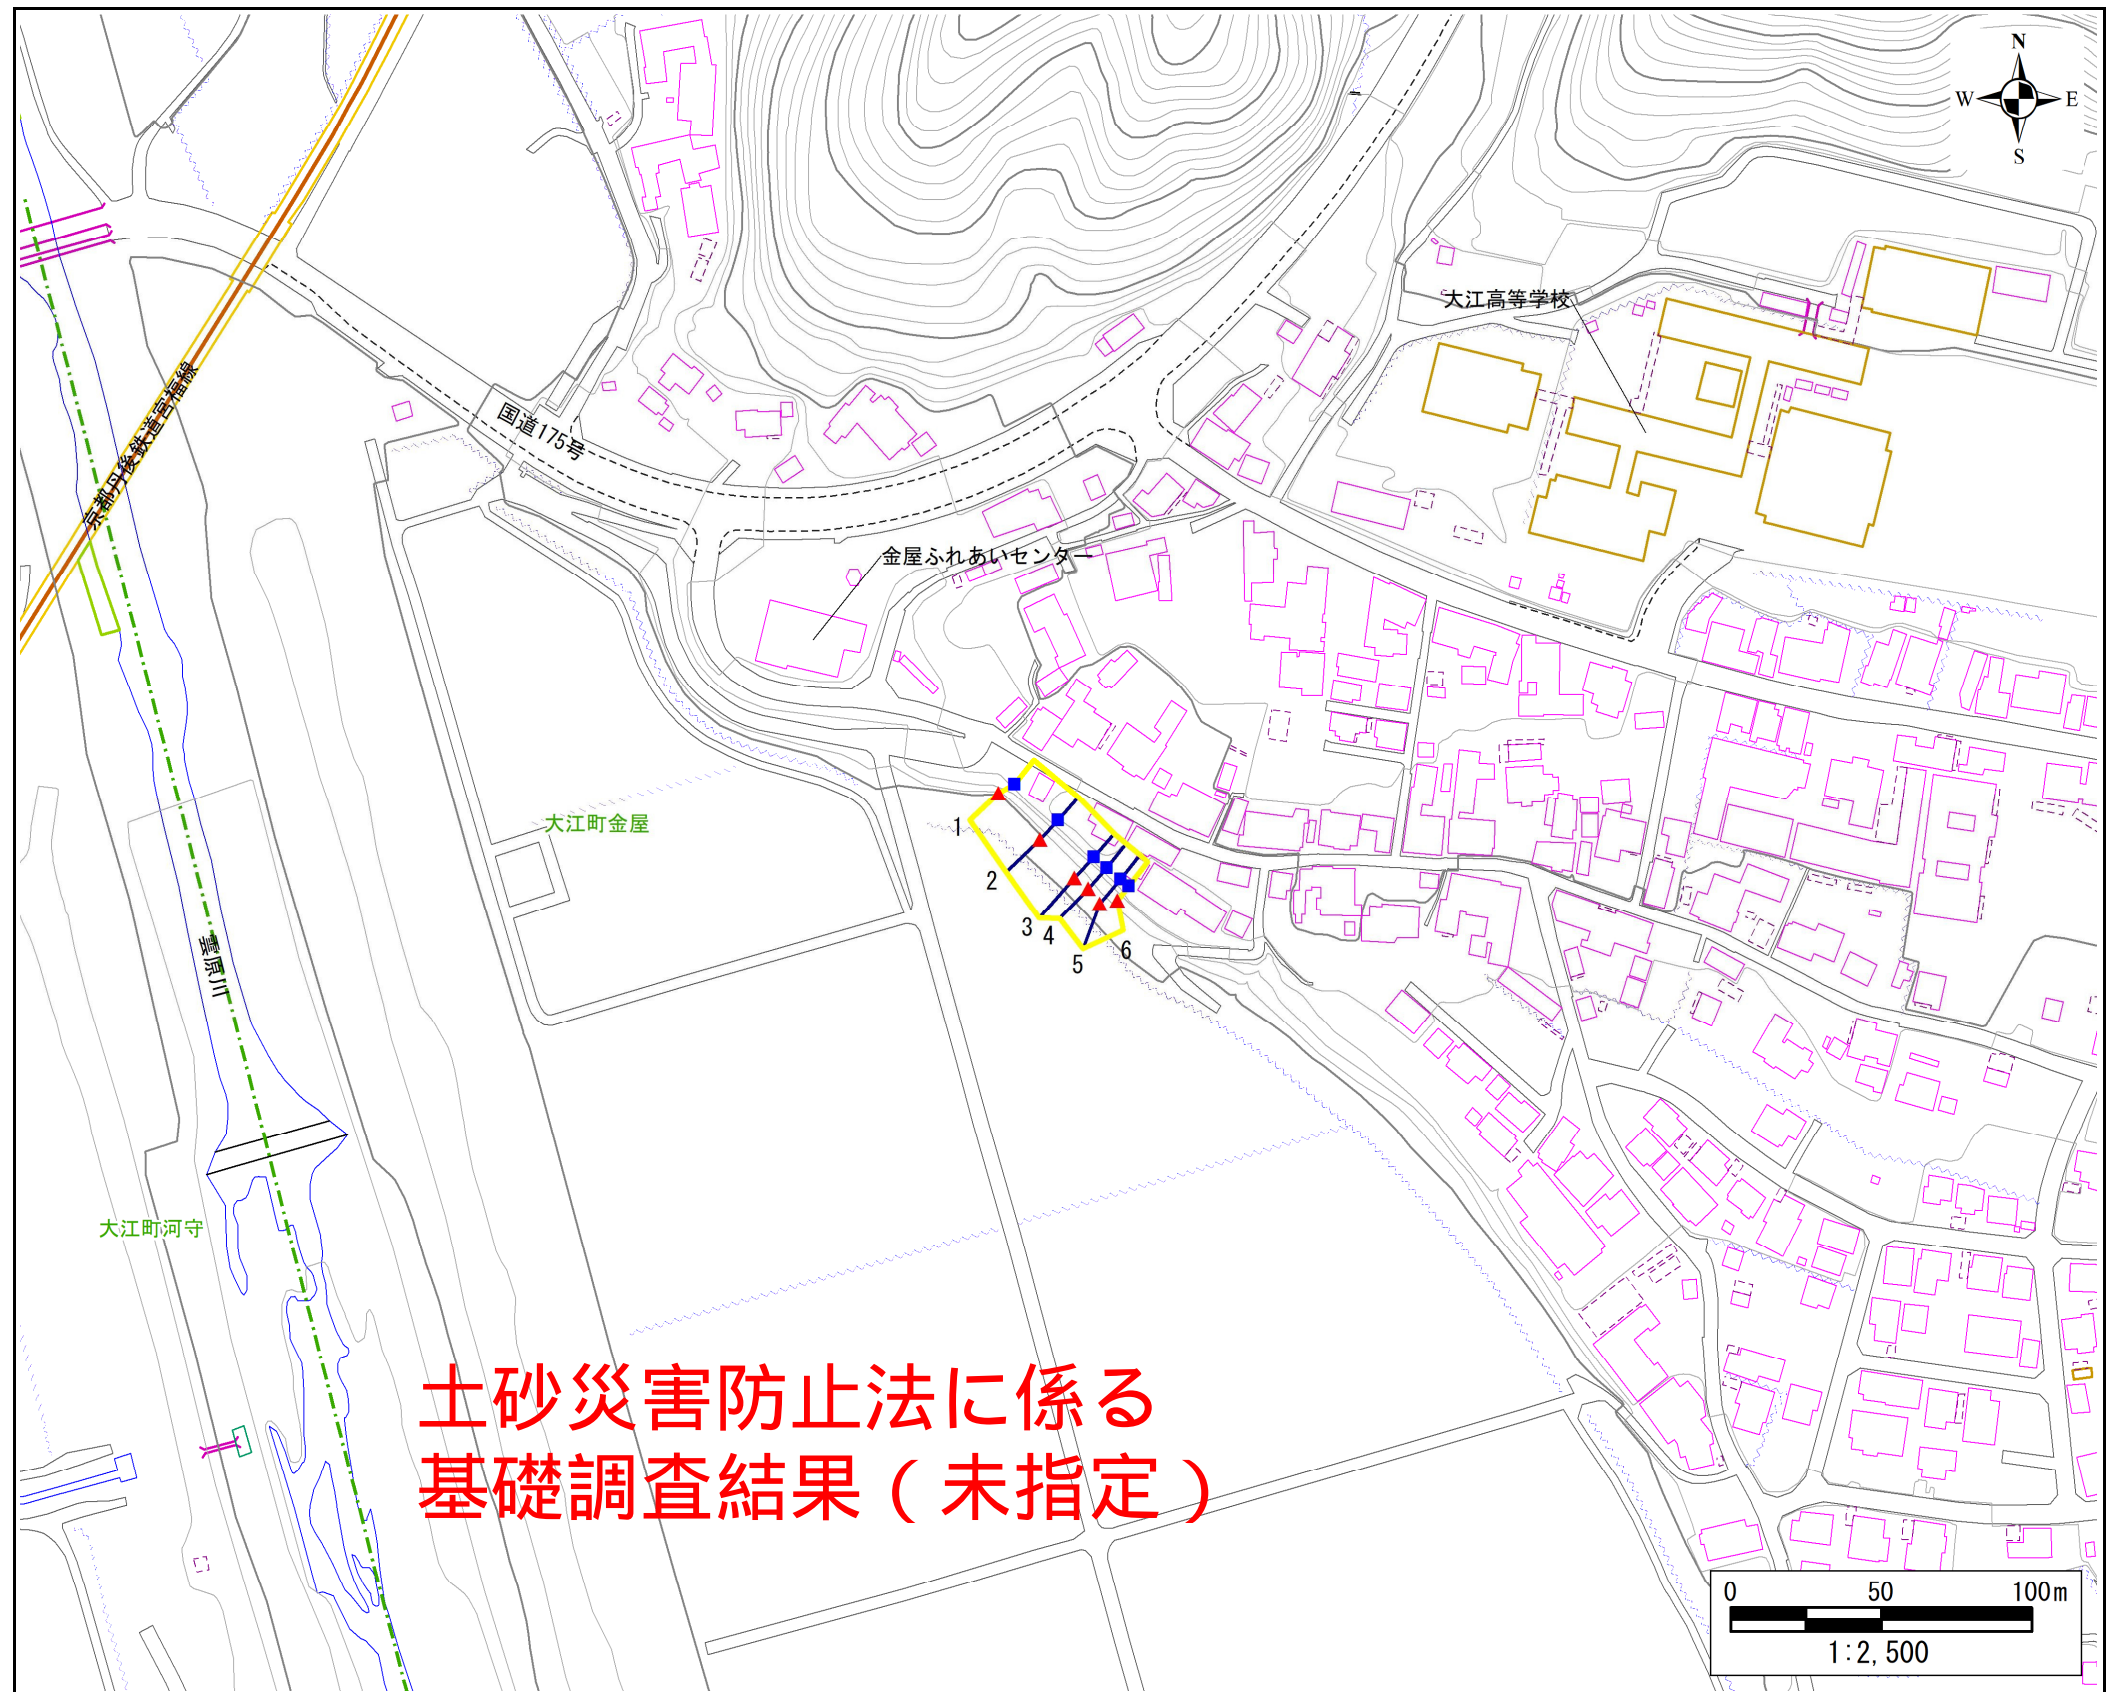 N
W E
S
大江高等学校
京都丹後鉄道宮福線
国道175号
金屋ふれあいセンター
大江町金屋
1
2
3
4
5
6
雲原川
大江町河守
土砂災害防止法に係る
基礎調査結果(未指定)
0 50 100m
1:2,500